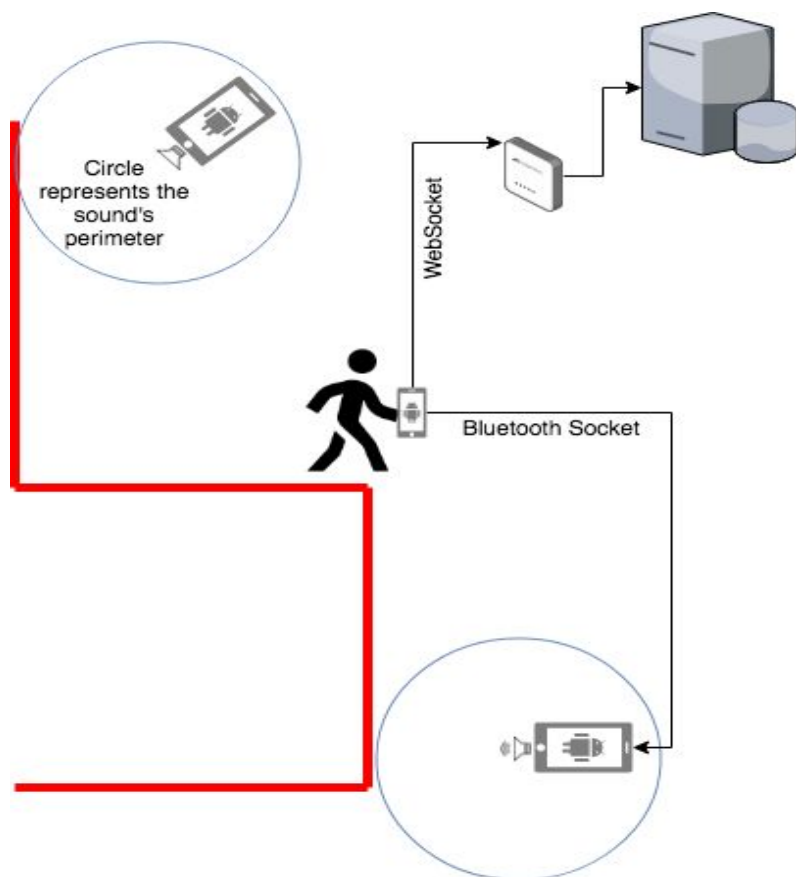 Circle
represents the
sound's
perimeter
WebSocket
Bluetooth Socket